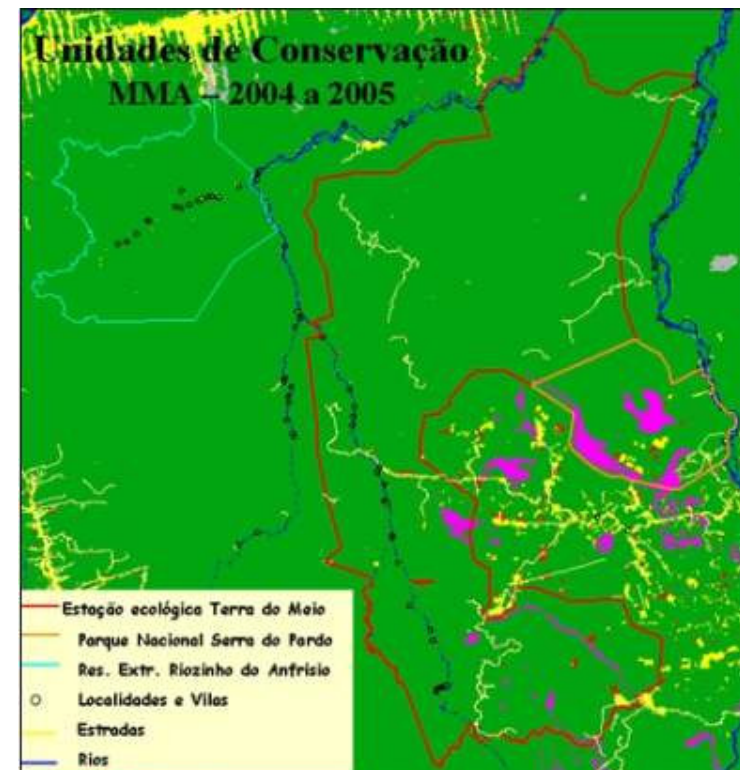 Unidades de Conservação
MMA – 2004 a 2005
Estação ecológica Terra do Meio
Parque Nacional Serra do Pardo
Res. Extr. Riozinho do Anfrísio
Localidades e Vilas
Estradas
Rios